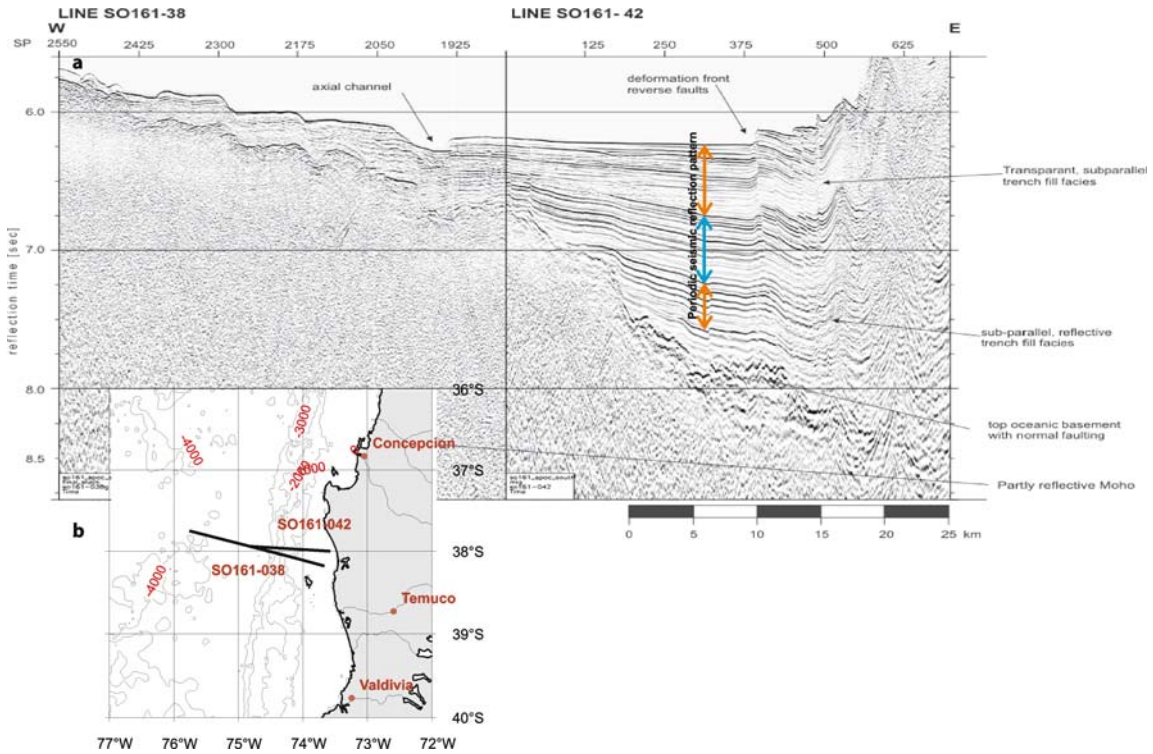 LINE SO161-38
LINE SO161- 42
W
E
SP 2550 2425 2300 2175 2050 1925 125 250 375 500 625
a
axial channel
deformation front
reverse faults
6.0
Periodic seismic reflection pattern
Transparant, subparallel
trench fill facies
reflection time [sec]
7.0
sub-parallel, reflective
trench fill facies
8.0
top oceanic basement
with normal faulting
8.5
Partly reflective Moho
so161-042
Time
0 5 10 15 20 25 km
b
36°S
-3000
-4000
Concepcion
-2000
37°S
SO161-042
38°S
SO161-038
-4000
Temuco
39°S
Valdivia
40°S
77°W 76°W 75°W 74°W 73°W 72°W